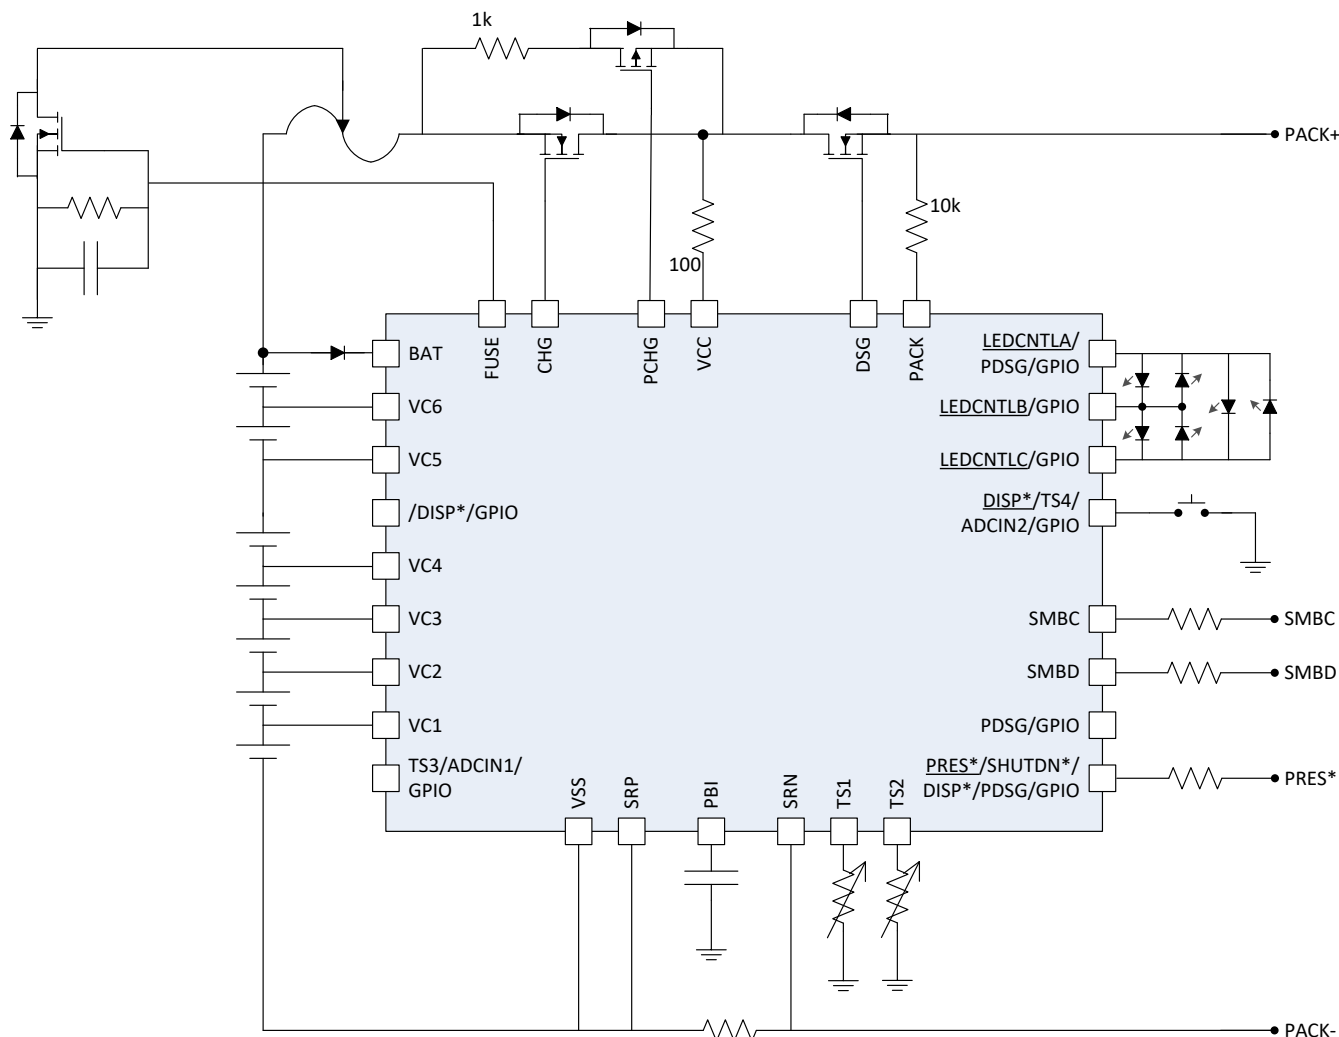 1k
PACK+
10k
100
FUSE
CHG
PCHG
VCC
DSG
PACK
BAT
VC6
VC5
/DISP*/GPIO
VC4
VC3
VC2
VC1
TS3/ADCIN1/
GPIO
LEDCNTLA/
PDSG/GPIO
LEDCNTLB/GPIO
LEDCNTLC/GPIO
DISP*/TS4/
ADCIN2/GPIO
SMBC
SMBC
SMBD
SMBD
PDSG/GPIO
PRES*/SHUTDN*/
DISP*/PDSG/GPIO
PRES*
VSS
SRP
PBI
SRN
TS1
TS2
PACK-